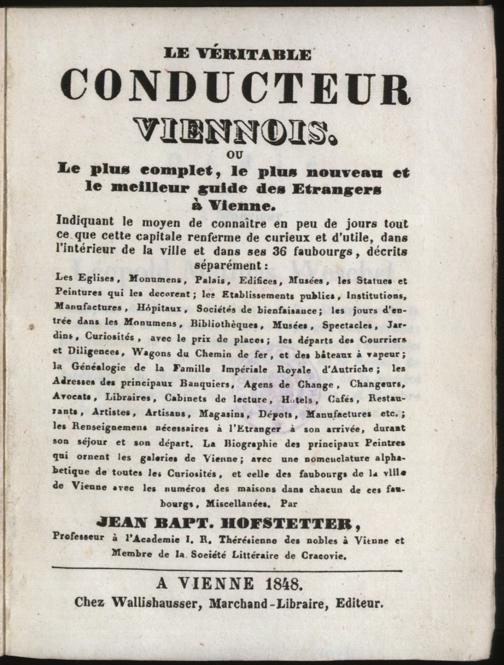 LE VÉRITABLE
CONDUCTEUR
VIENNOIS.
OU
Le plus complet, le plus nouveau et
le meilleur guide des Etrangers
à Vienne.
Indiquant le moyen de connaître en peu de jours tout
ce que cette capitale renferme de curieux et d'utile, dans
l'intérieur de la ville et dans ses 36 faubourgs, décrits
séparément:
Les Eglises, Monumens, Palais, Edifices, Musées, les Statues et
Peintures qui les decorent; les Etablissements publics, Institutions,
Manufactures, Hôpitaux, Sociétés de bienfaisance; les jours d'en-
trée dans les Monumens, Bibliothèques, Musées, Spectacles, Jar-
dins, Curiosités, avec le prix de places; les départs des Courriers
et Diligences, Wagons du Chemin de fer, et des bâteaux à vapeur;
la Généalogie de la Famille Impériale Royale d'Autriche; les
Adresses des principaux Banquiers, Agens de Change, Changeurs,
Avocats, Libraires, Cabinets de lecture, Hotels, Cafés, Restau-
rants, Artistes, Artisans, Magasins, Dépots, Manufactures etc.;
les Renseignemens nécessaires à l'Etranger à son arrivée, durant
son séjour et son départ. La Biographie des principaux Peintres
qui ornent les galeries de Vienne; avec une nomenclature alpha-
betique de toutes les Curiosités, et celle des faubourgs de la ville
de Vienne avec les numéros des maisons dans chacun de ces fau-
bourgs, Miscellanées. Par
JEAN BAPT. HOFSTETTER,
Professeur à l'Academie I. R. Thérésienne des nobles à Vienne et
Membre de la Société Littéraire de Cracovie.
A VIENNE 1848.
Chez Wallishausser, Marchand-Libraire, Editeur.